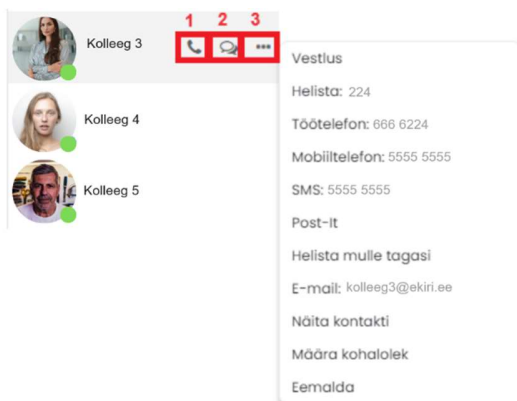 1 2 3
Kolleeg 3
Kolleeg 4
Kolleeg 5
Vestlus
Helista: 224
Töötelefon: 666 6224
Mobiiltelefon: 5555 5555
SMS: 5555 5555
Post-It
Helista mulle tagasi
E-mail: kolleeg3@ekiri.ee
Näita kontakti
Määra kohalolek
Eemalda